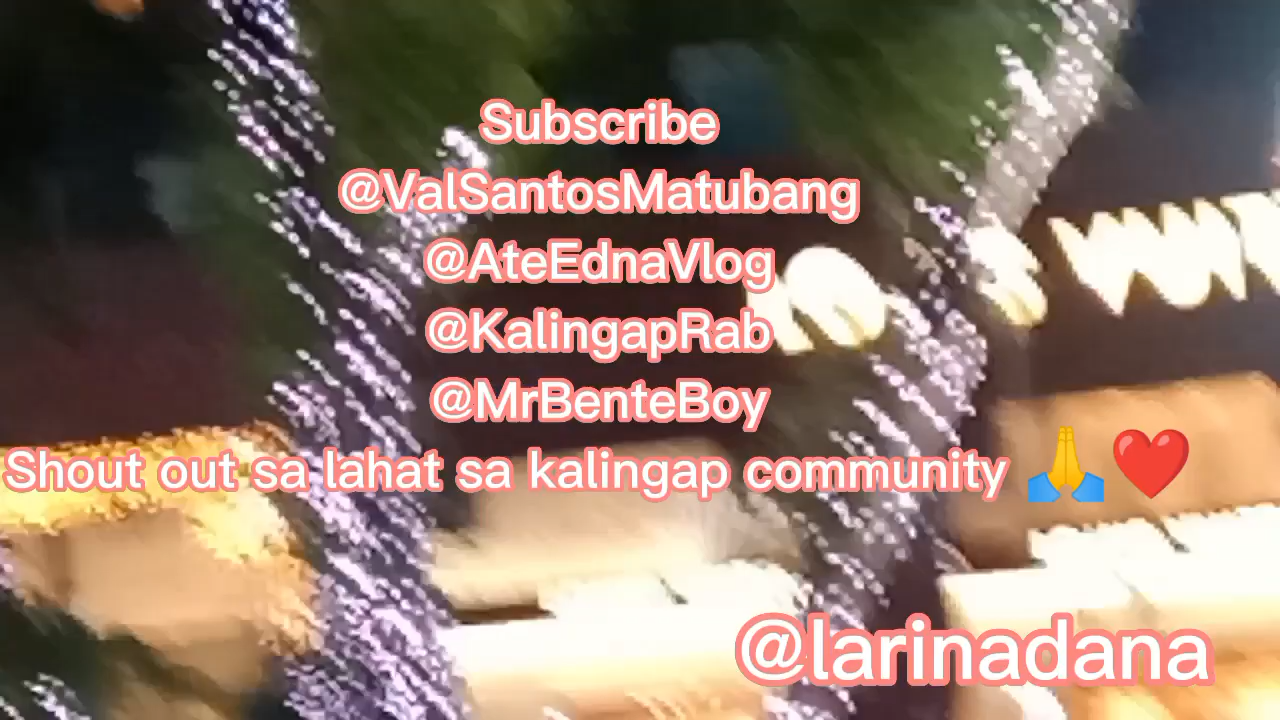 Subscribe
@ValSantosMatubang
@AteEdnaVlog
@KalingapRab
@MrBenteBoy
Shout out sa lahat sa kalingap community 🙏❤️
@larinadana